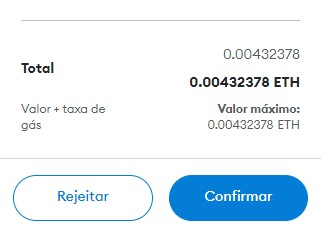 0.00432378
Total
0.00432378 ETH
Valor + taxa de
gás
Valor máximo:
0.00432378 ETH
Rejeitar
Confirmar